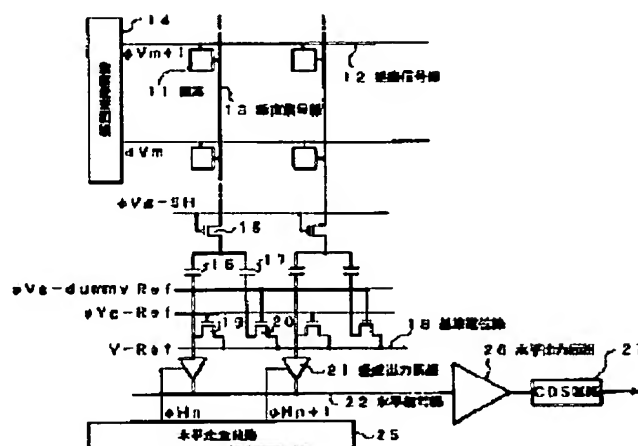 14
φVm+1
11 画素
12 垂直信号線
13 垂直信号線
φVm
φVs-SH
15
16
17
φVs-dummy Ref
φVc-Ref
19
20
18 基準電位線
V-Ref
21
22 水平信号線
26 水平出力回路
27
CDS回路
φHn
φHn+1
水平走査回路
25